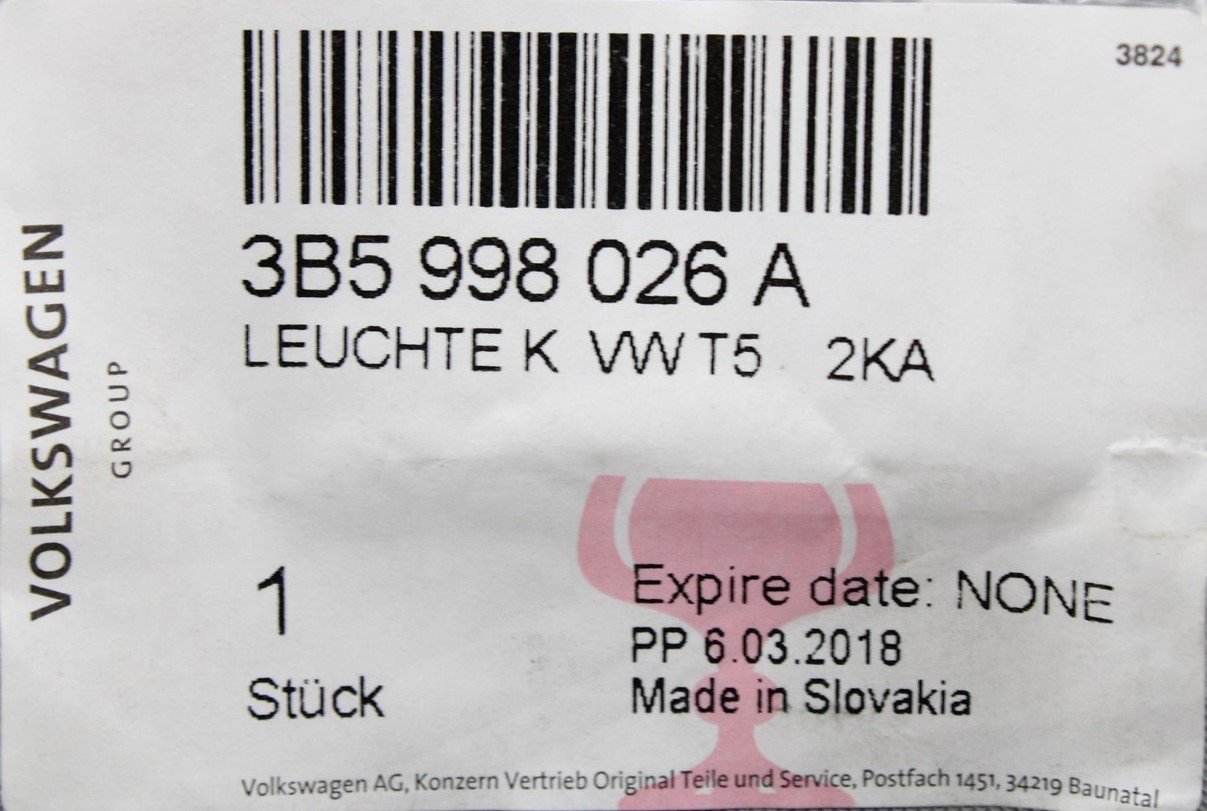 3824
3B5 998 026 A
LEUCHTE K VW T5 2KA
VOLKSWAGEN
GROUP
1
Stück
Expire date: NONE
PP 6.03.2018
Made in Slovakia
Volkswagen AG, Konzern Vertrieb Original Teile und Service, Postfach 1451, 34219 Baunatal